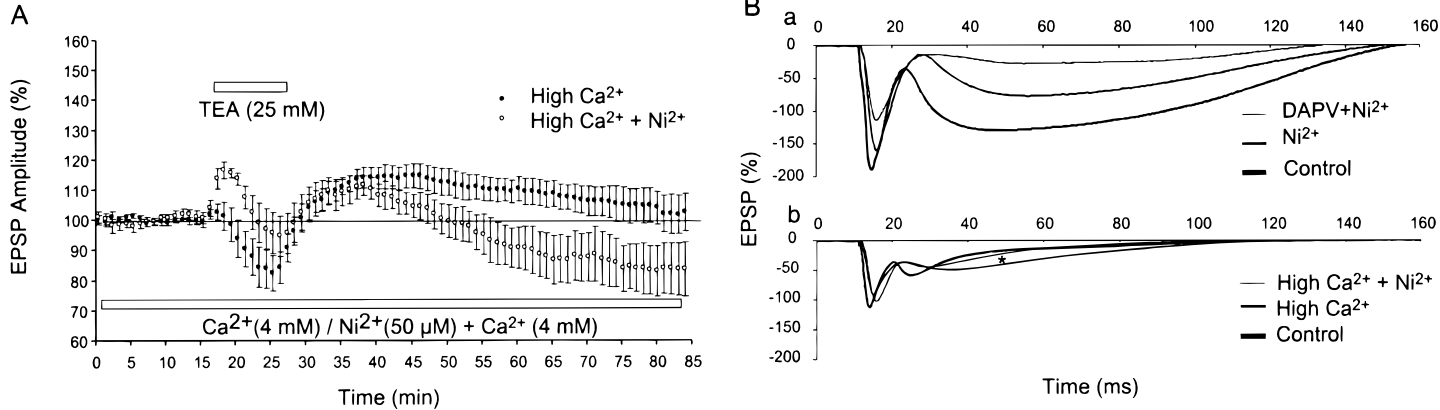 A
EPSP Amplitude (%)
160
150
140
130
120
110
100
90
80
70
60
TEA (25 mM)
High Ca²⁺
High Ca²⁺ + Ni²⁺
Ca²⁺(4 mM) / Ni²⁺(50 µM) + Ca²⁺ (4 mM)
0 5 10 15 20 25 30 35 40 45 50 55 60 65 70 75 80 85
Time (min)
B
a
0 20 40 60 80 100 120 140 160
EPSP (%)
0
-50
-100
-150
-200
DAPV+Ni²⁺
Ni²⁺
Control
b
0 20 40 60 80 100 120 140 160
0
-50
-100
-150
-200
*
High Ca²⁺ + Ni²⁺
High Ca²⁺
Control
Time (ms)